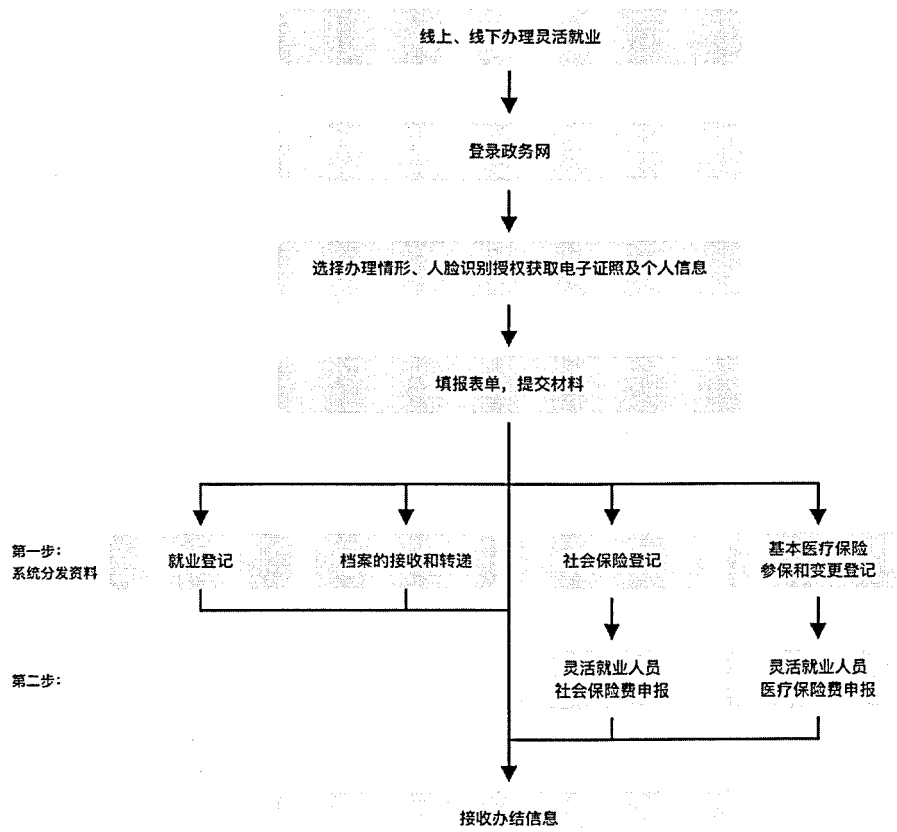 线上、线下办理灵活就业
登录政务网
选择办理情形、人脸识别授权获取电子证照及个人信息
填报表单，提交材料
第一步：
系统分发资料
就业登记
档案的接收和转递
社会保险登记
基本医疗保险
参保和变更登记
第二步：
灵活就业人员
社会保险费申报
灵活就业人员
医疗保险费申报
接收办结信息